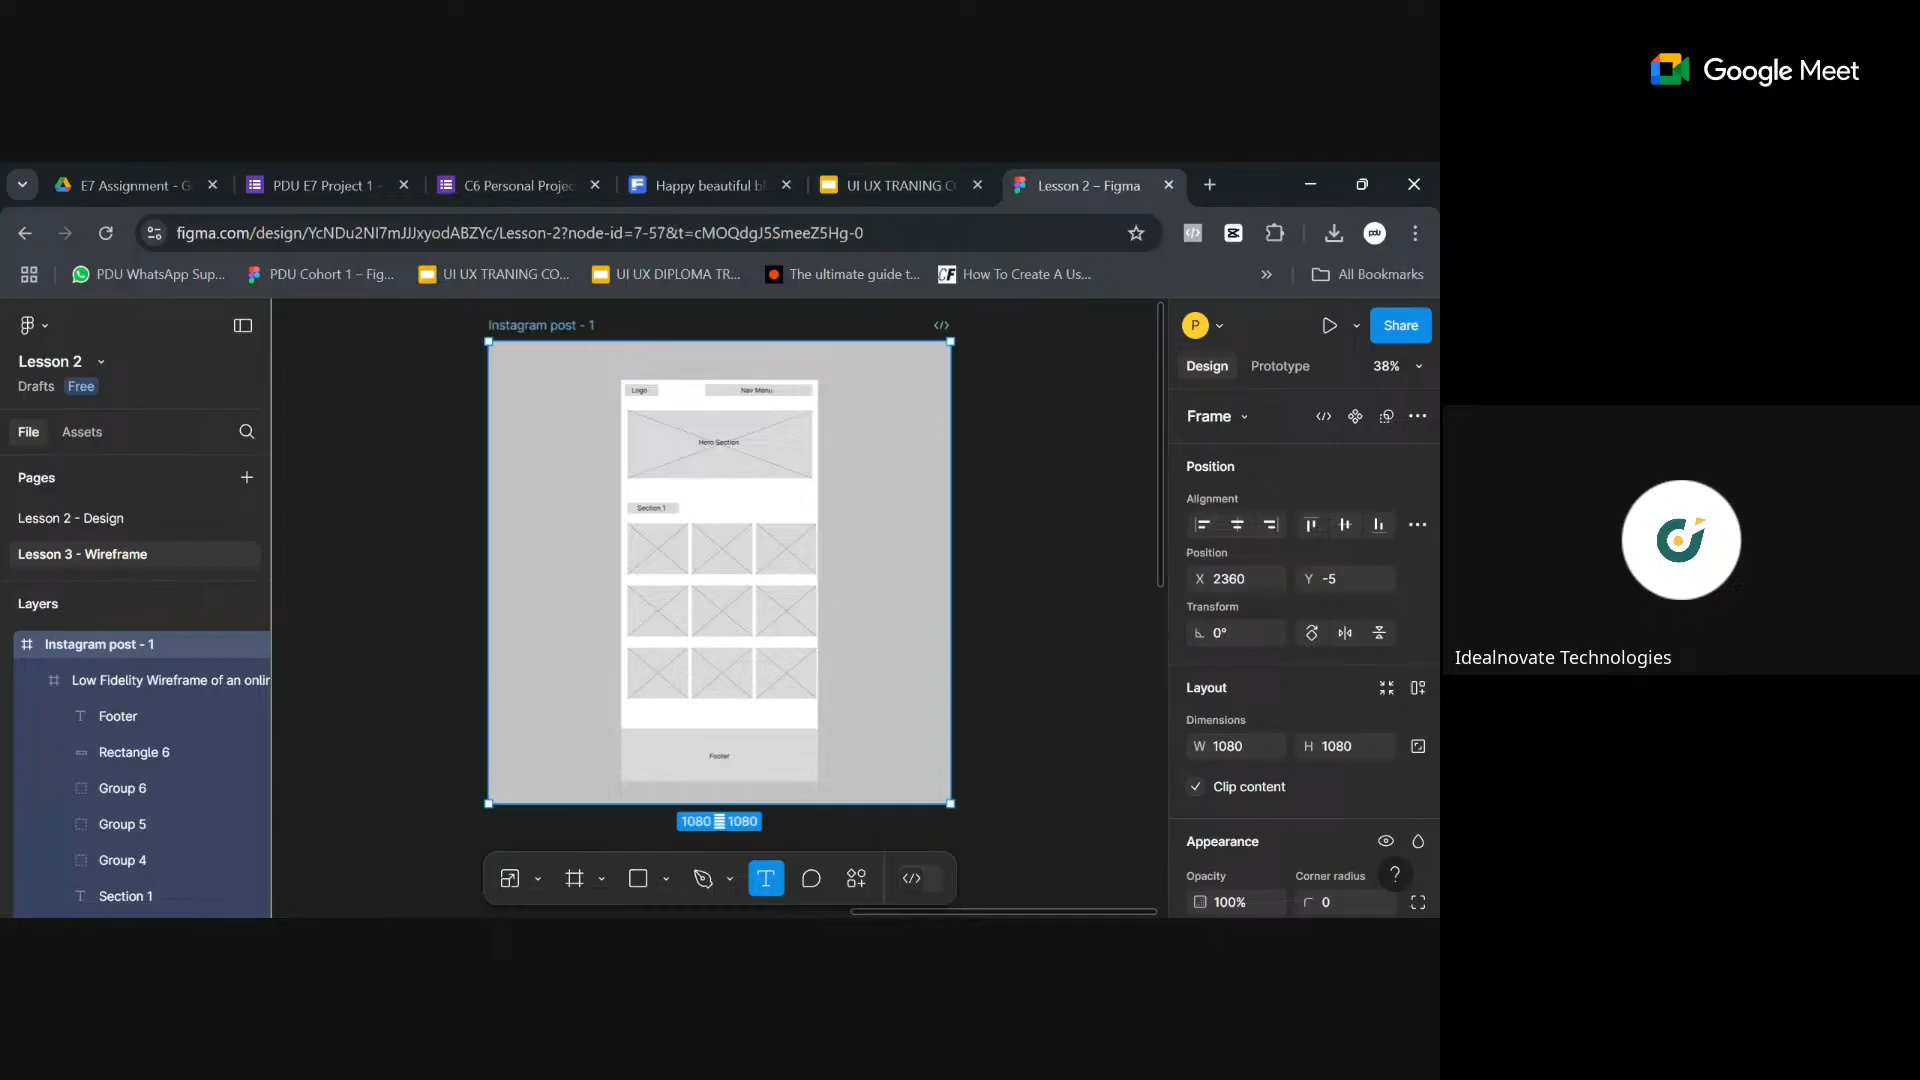 Google Meet
E7 Assignment - G
PDU E7 Project 1 -
C6 Personal Projec
Happy beautiful bl
UI UX TRANING C
Lesson 2 – Figma
figma.com/design/YcNDu2NI7mJJJxyodABZYc/Lesson-2?node-id=7-57&t=cMOQdgJ5SmeeZ5Hg-0
pdu
PDU WhatsApp Sup...
PDU Cohort 1 – Fig...
UI UX TRANING CO...
UI UX DIPLOMA TR...
The ultimate guide t...
CF
How To Create A Us...
All Bookmarks
Lesson 2
Drafts
Free
File
Assets
Pages
Lesson 2 - Design
Lesson 3 - Wireframe
Layers
Instagram post - 1
Low Fidelity Wireframe of an onlin
Footer
Rectangle 6
Group 6
Group 5
Group 4
Section 1
Instagram post - 1
Logo
Nav Menu
Hero Section
Section 1
Footer
1080
1080
P
Share
Design
Prototype
38%
Frame
Position
Alignment
Position
X 2360
Y -5
Transform
0°
Layout
Dimensions
W 1080
H 1080
Clip content
Appearance
Opacity
Corner radius
100%
0
?
Idealnovate Technologies